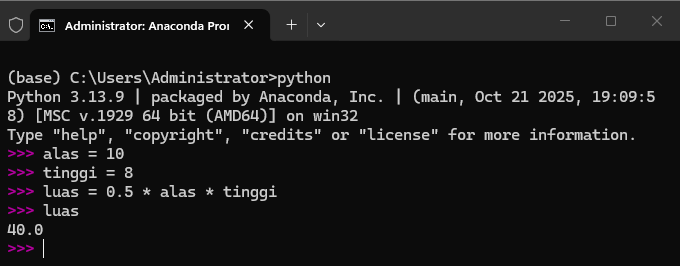 Administrator: Anaconda Pro
(base) C:\Users\Administrator>python
Python 3.13.9 | packaged by Anaconda, Inc. | (main, Oct 21 2025, 19:09:5
8) [MSC v.1929 64 bit (AMD64)] on win32
Type "help", "copyright", "credits" or "license" for more information.
>>> alas = 10
>>> tinggi = 8
>>> luas = 0.5 * alas * tinggi
>>> luas
40.0
>>>